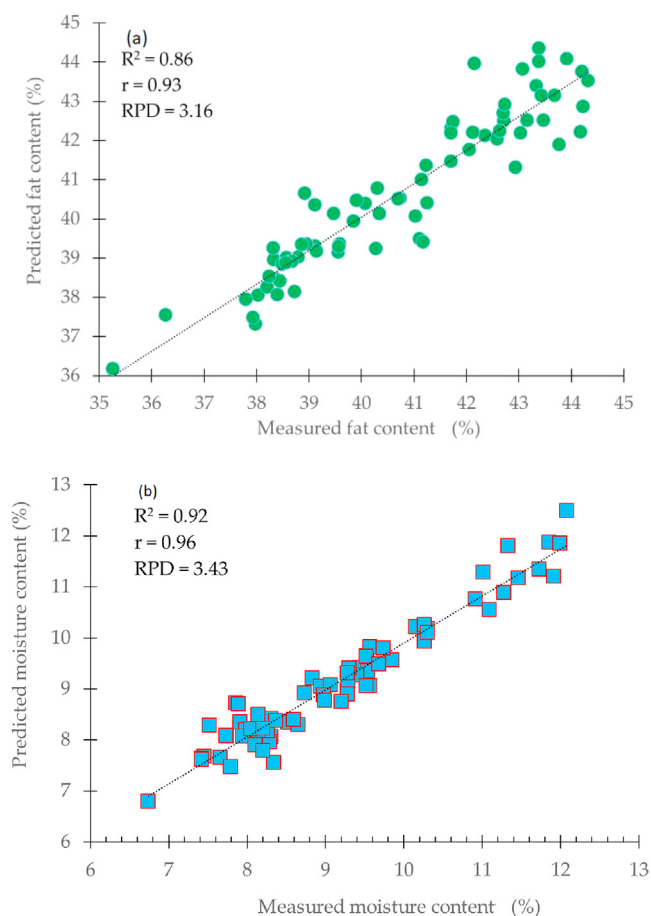 (a)
R² = 0.86
r = 0.93
RPD = 3.16
Predicted fat content (%)
45
44
43
42
41
40
39
38
37
36
35 36 37 38 39 40 41 42 43 44 45
Measured fat content (%)
(b)
R² = 0.92
r = 0.96
RPD = 3.43
Predicted moisture content (%)
13
12
11
10
9
8
7
6
6 7 8 9 10 11 12 13
Measured moisture content (%)